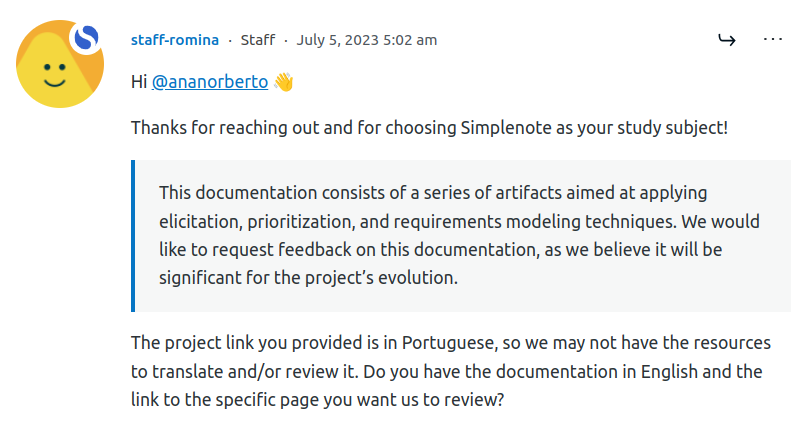 staff-romina · Staff · July 5, 2023 5:02 am
Hi @ananorberto 👋
Thanks for reaching out and for choosing Simplenote as your study subject!
This documentation consists of a series of artifacts aimed at applying
elicitation, prioritization, and requirements modeling techniques. We would
like to request feedback on this documentation, as we believe it will be
significant for the project’s evolution.
The project link you provided is in Portuguese, so we may not have the resources
to translate and/or review it. Do you have the documentation in English and the
link to the specific page you want us to review?